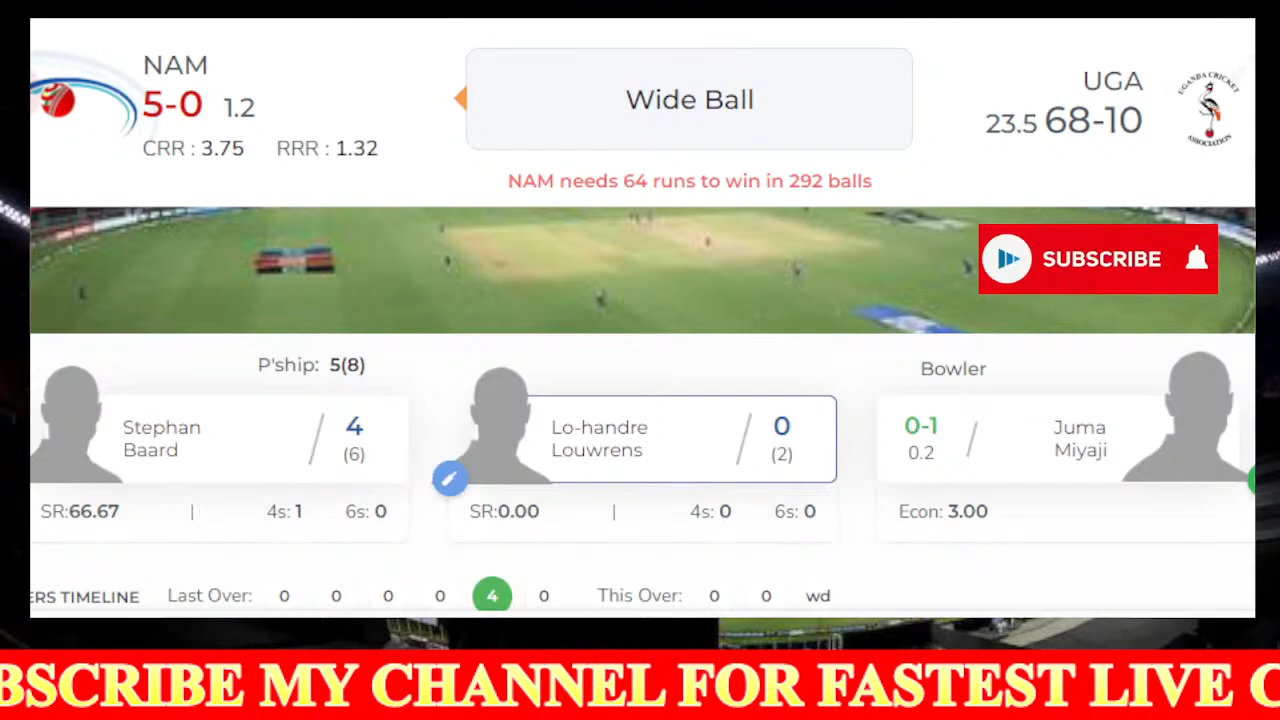 NAM
5-0 1.2
CRR : 3.75 RRR : 1.32
Wide Ball
NAM needs 64 runs to win in 292 balls
UGA
23.5 68-10
UGANDA CRICKET
ASSOCIATION
SUBSCRIBE
P'ship: 5(8)
Stephan
Baard
4
(6)
SR:66.67 | 4s: 1 6s: 0
Lo-handre
Louwrens
0
(2)
SR:0.00 | 4s: 0 6s: 0
Bowler
0-1
0.2
Juma
Miyaji
Econ: 3.00
ERS TIMELINE Last Over: 0 0 0 0 4 0 This Over: 0 0 wd
BSCRIBE MY CHANNEL FOR FASTEST LIVE C